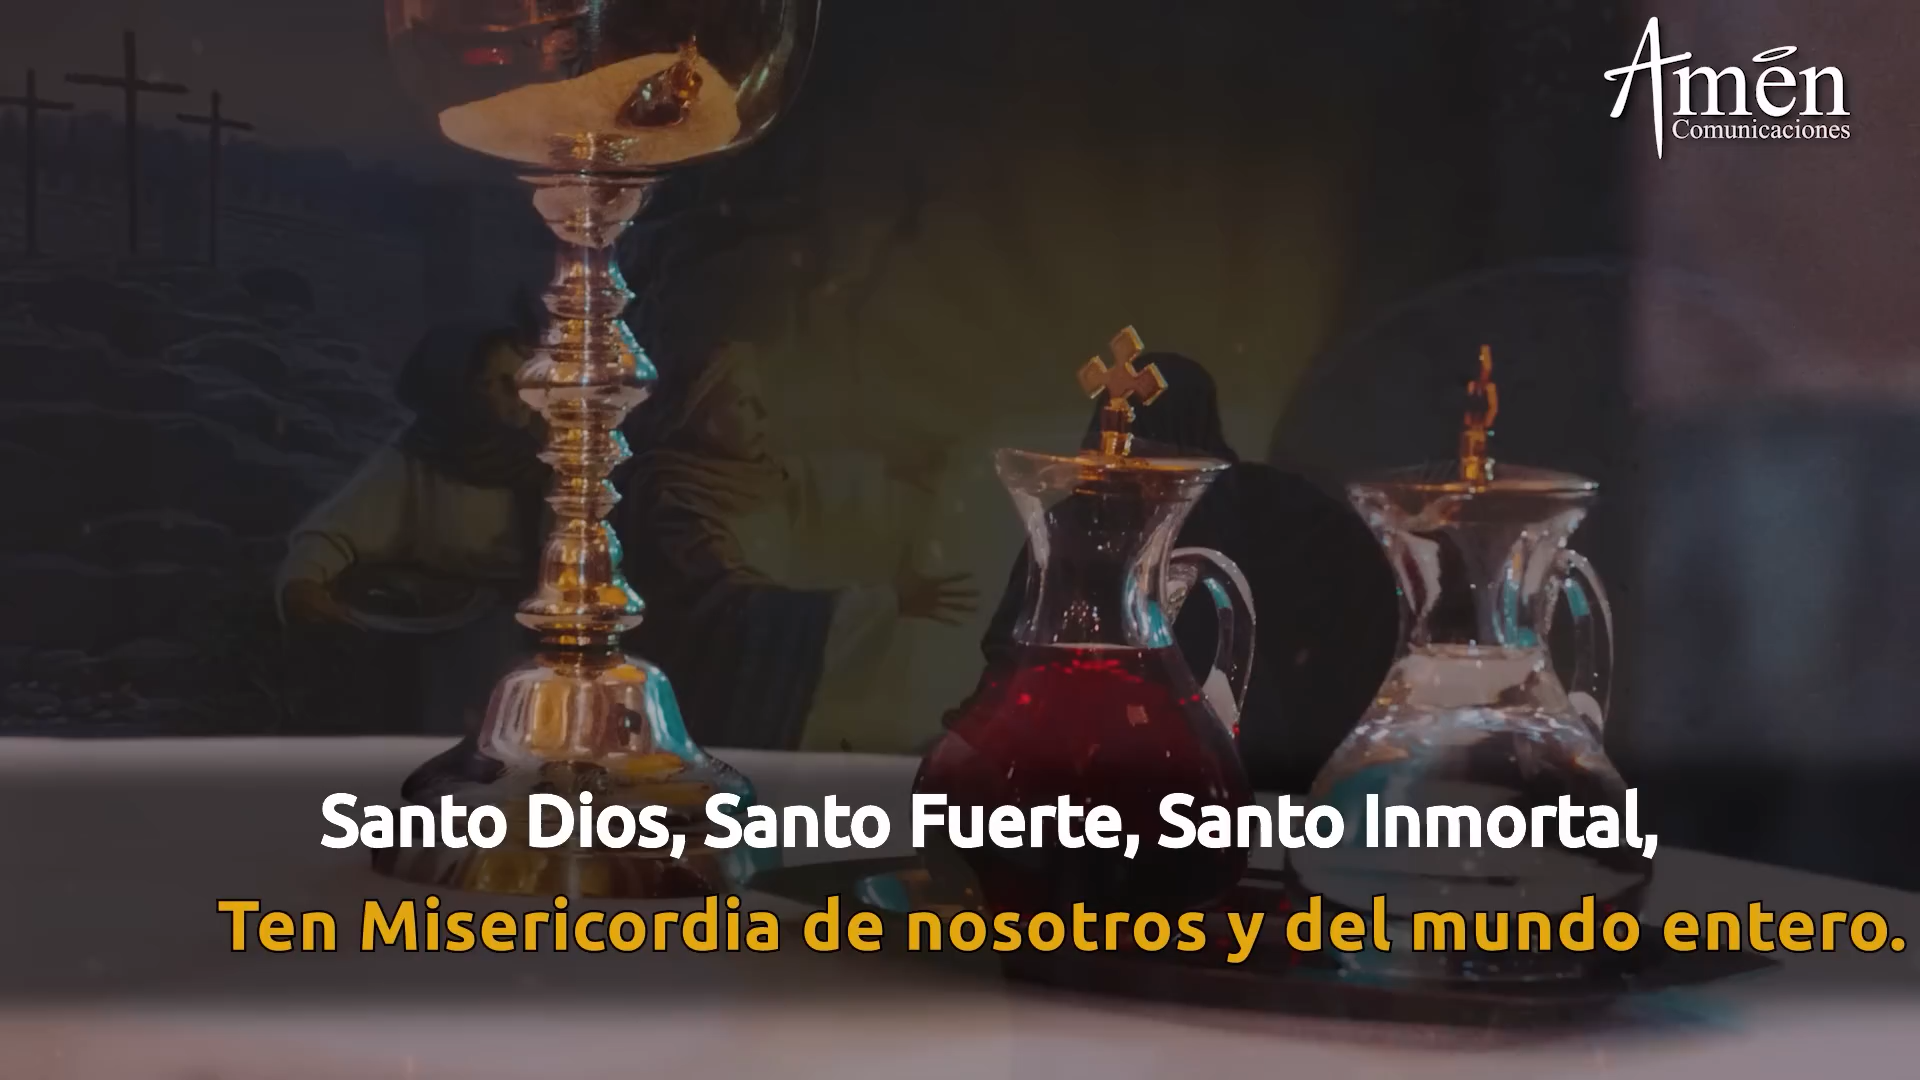 Amén
Comunicaciones
Santo Dios, Santo Fuerte, Santo Inmortal,
Ten Misericordia de nosotros y del mundo entero.